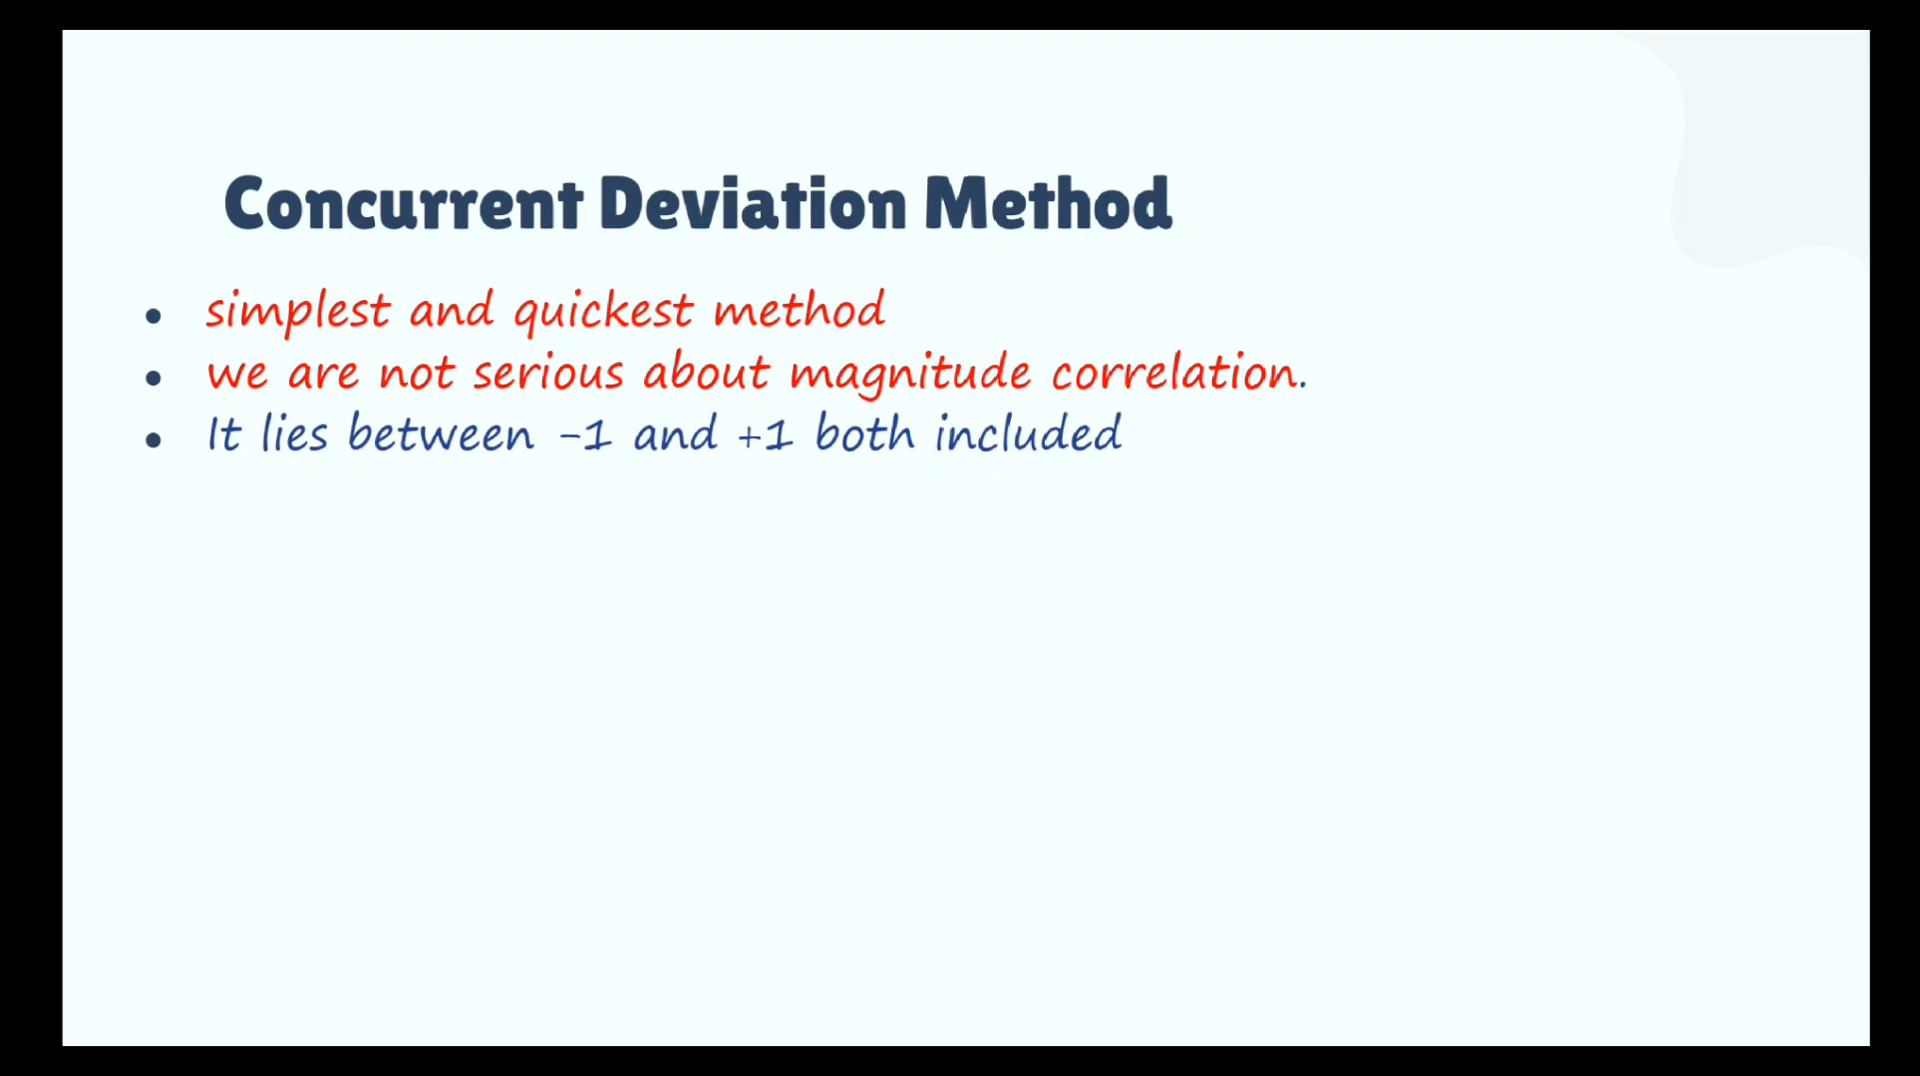 Concurrent Deviation Method
• simplest and quickest method
• we are not serious about magnitude correlation.
• It lies between -1 and +1 both included